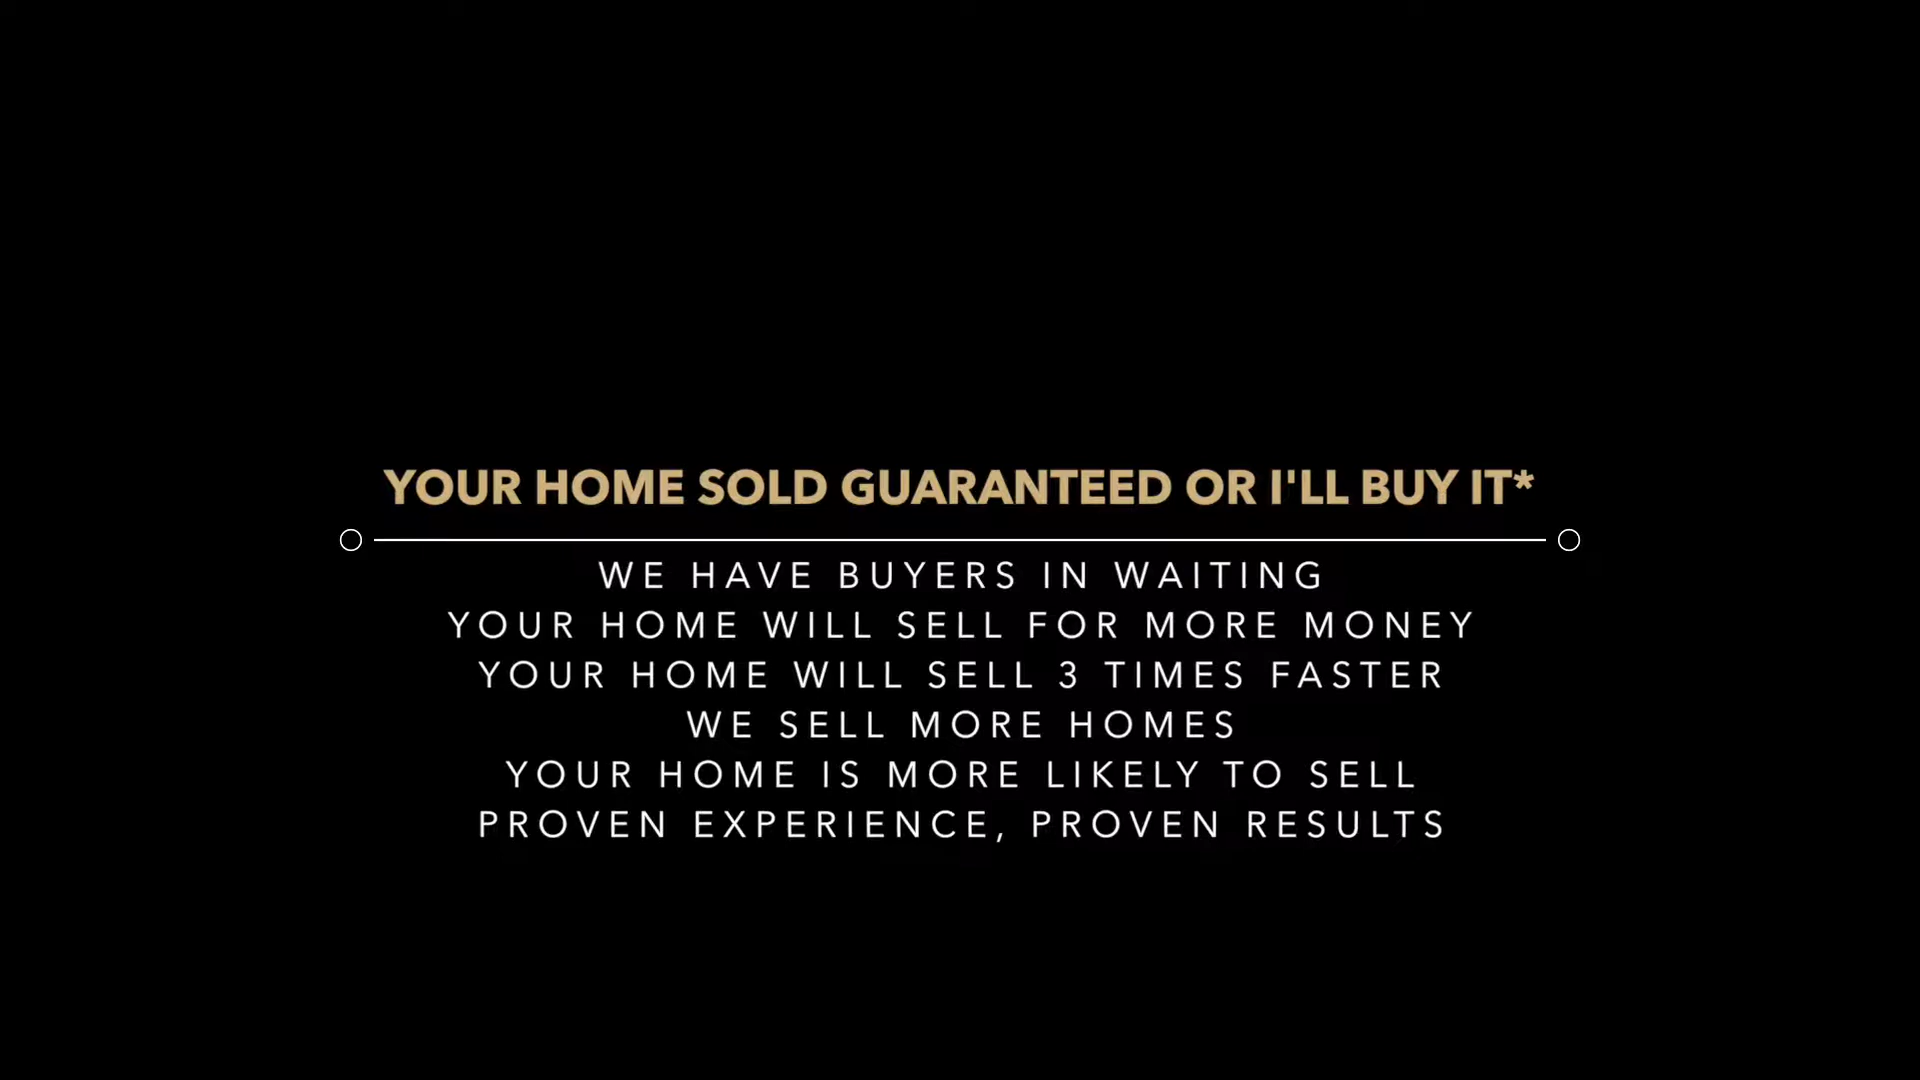 YOUR HOME SOLD GUARANTEED OR I'LL BUY IT*
WE HAVE BUYERS IN WAITING
YOUR HOME WILL SELL FOR MORE MONEY
YOUR HOME WILL SELL 3 TIMES FASTER
WE SELL MORE HOMES
YOUR HOME IS MORE LIKELY TO SELL
PROVEN EXPERIENCE, PROVEN RESULTS